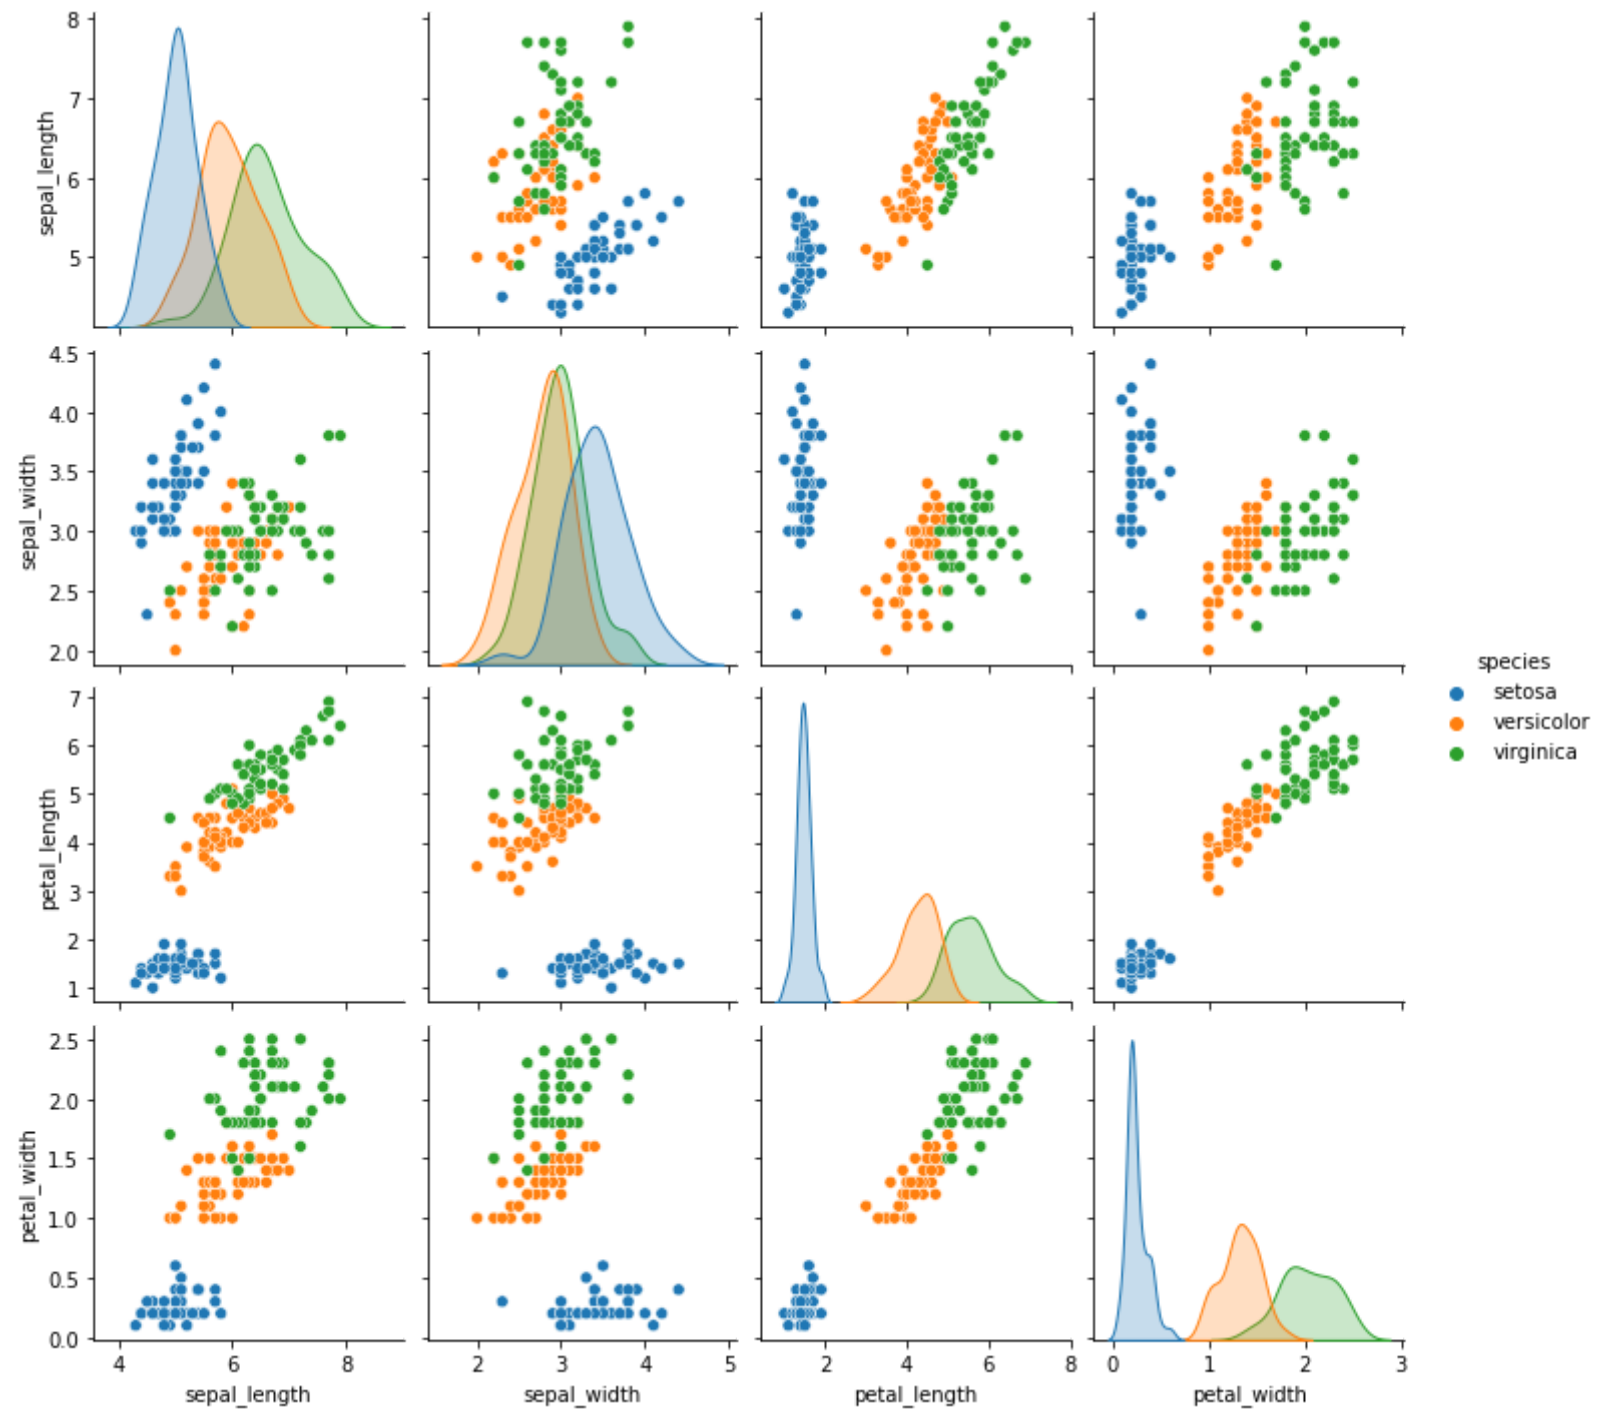 8
7
6
5
sepal_length
4.5
4.0
3.5
3.0
2.5
2.0
sepal_width
species
setosa
versicolor
virginica
7
6
5
4
3
2
1
petal_length
2.5
2.0
1.5
1.0
0.5
0.0
petal_width
4 6 8 2 3 4 5 2 4 6 8 0 1 2 3
sepal_length sepal_width petal_length petal_width